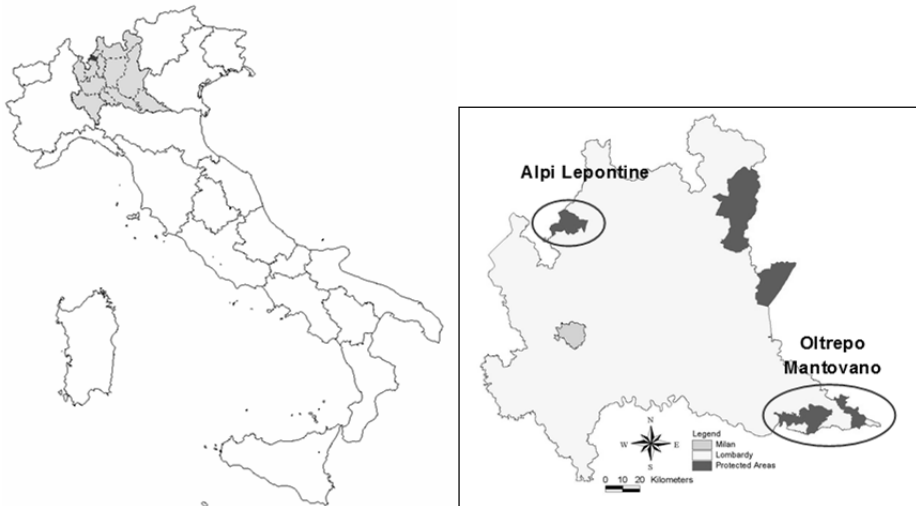 Alpi Lepontine
Oltrepo
Mantovano
N
W E
S
Legend
Milan
Lombardy
Protected Areas
0 10 20 Kilometers